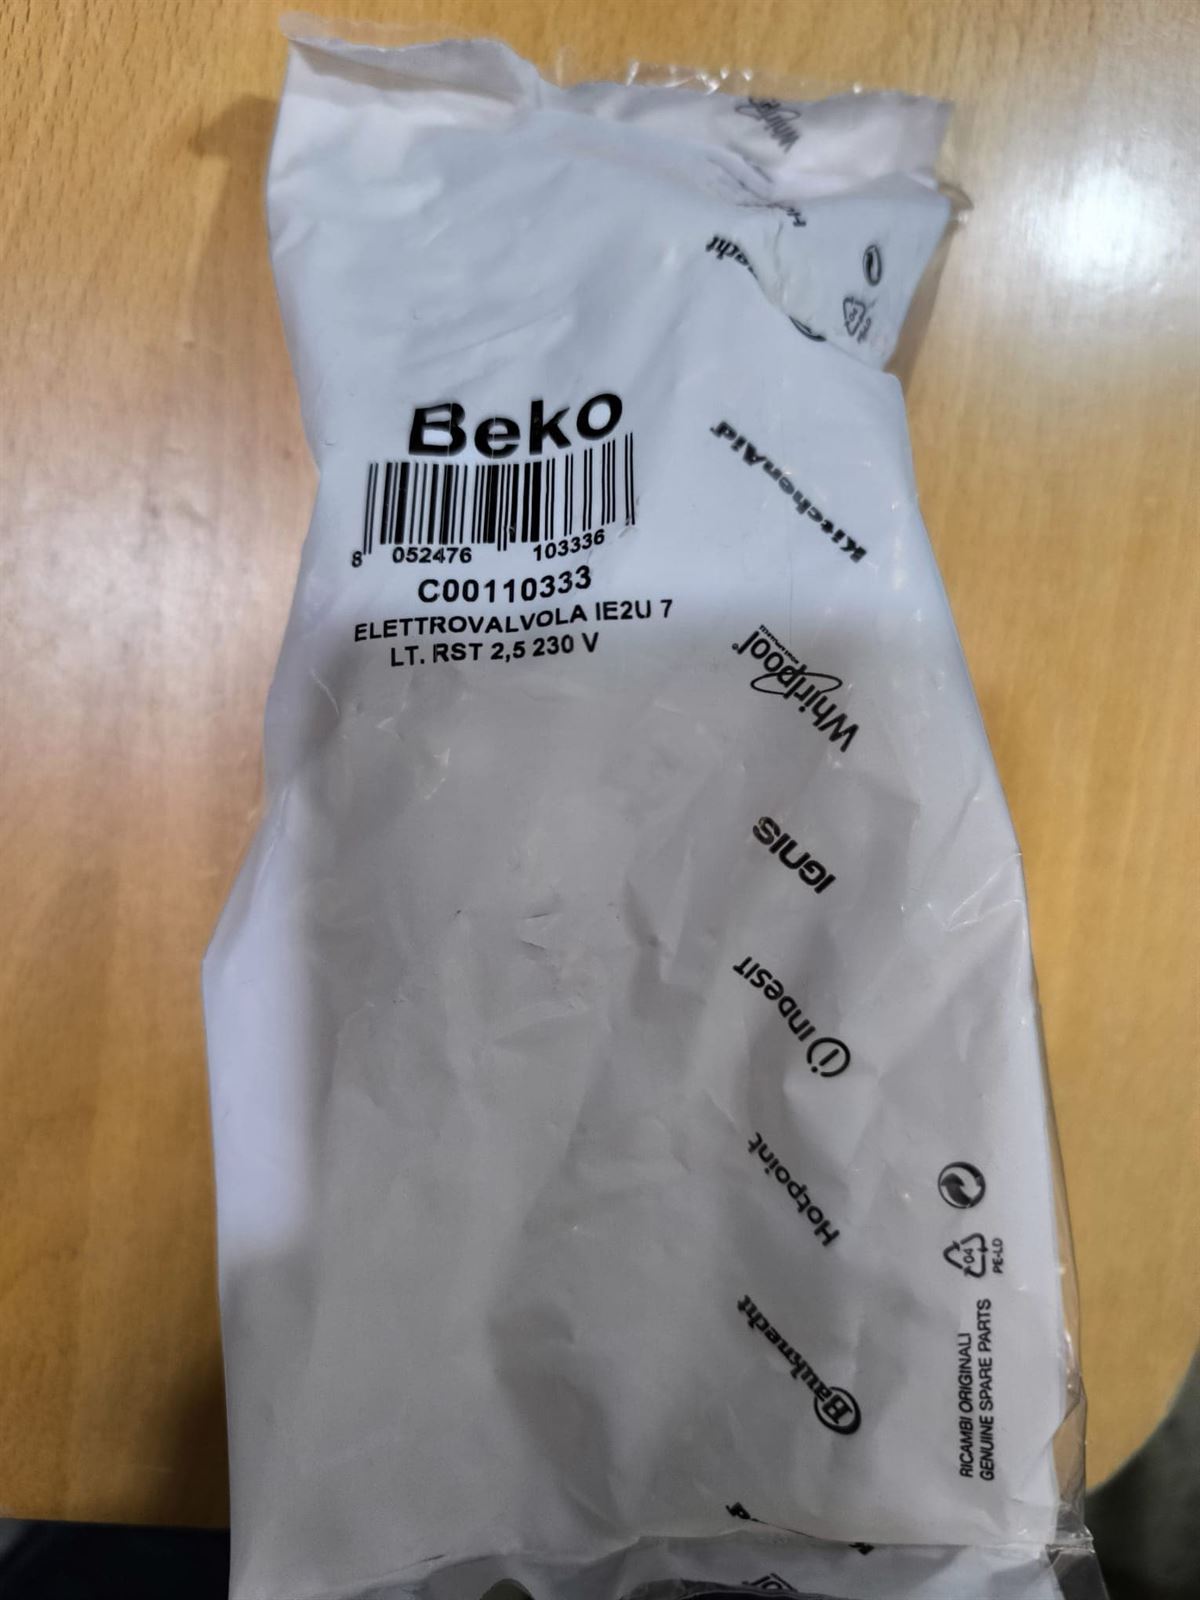 Whirlpool
Beko
8 052476 103336
C00110333
ELETTROVALVOLA IE2U 7
LT. RST 2,5 230 V
KitchenAid
Whirlpool
IGNIS
INDESIT
Hotpoint
Bauknecht
04
PE-LD
RICAMBI ORIGINALI
GENUINE SPARE PARTS